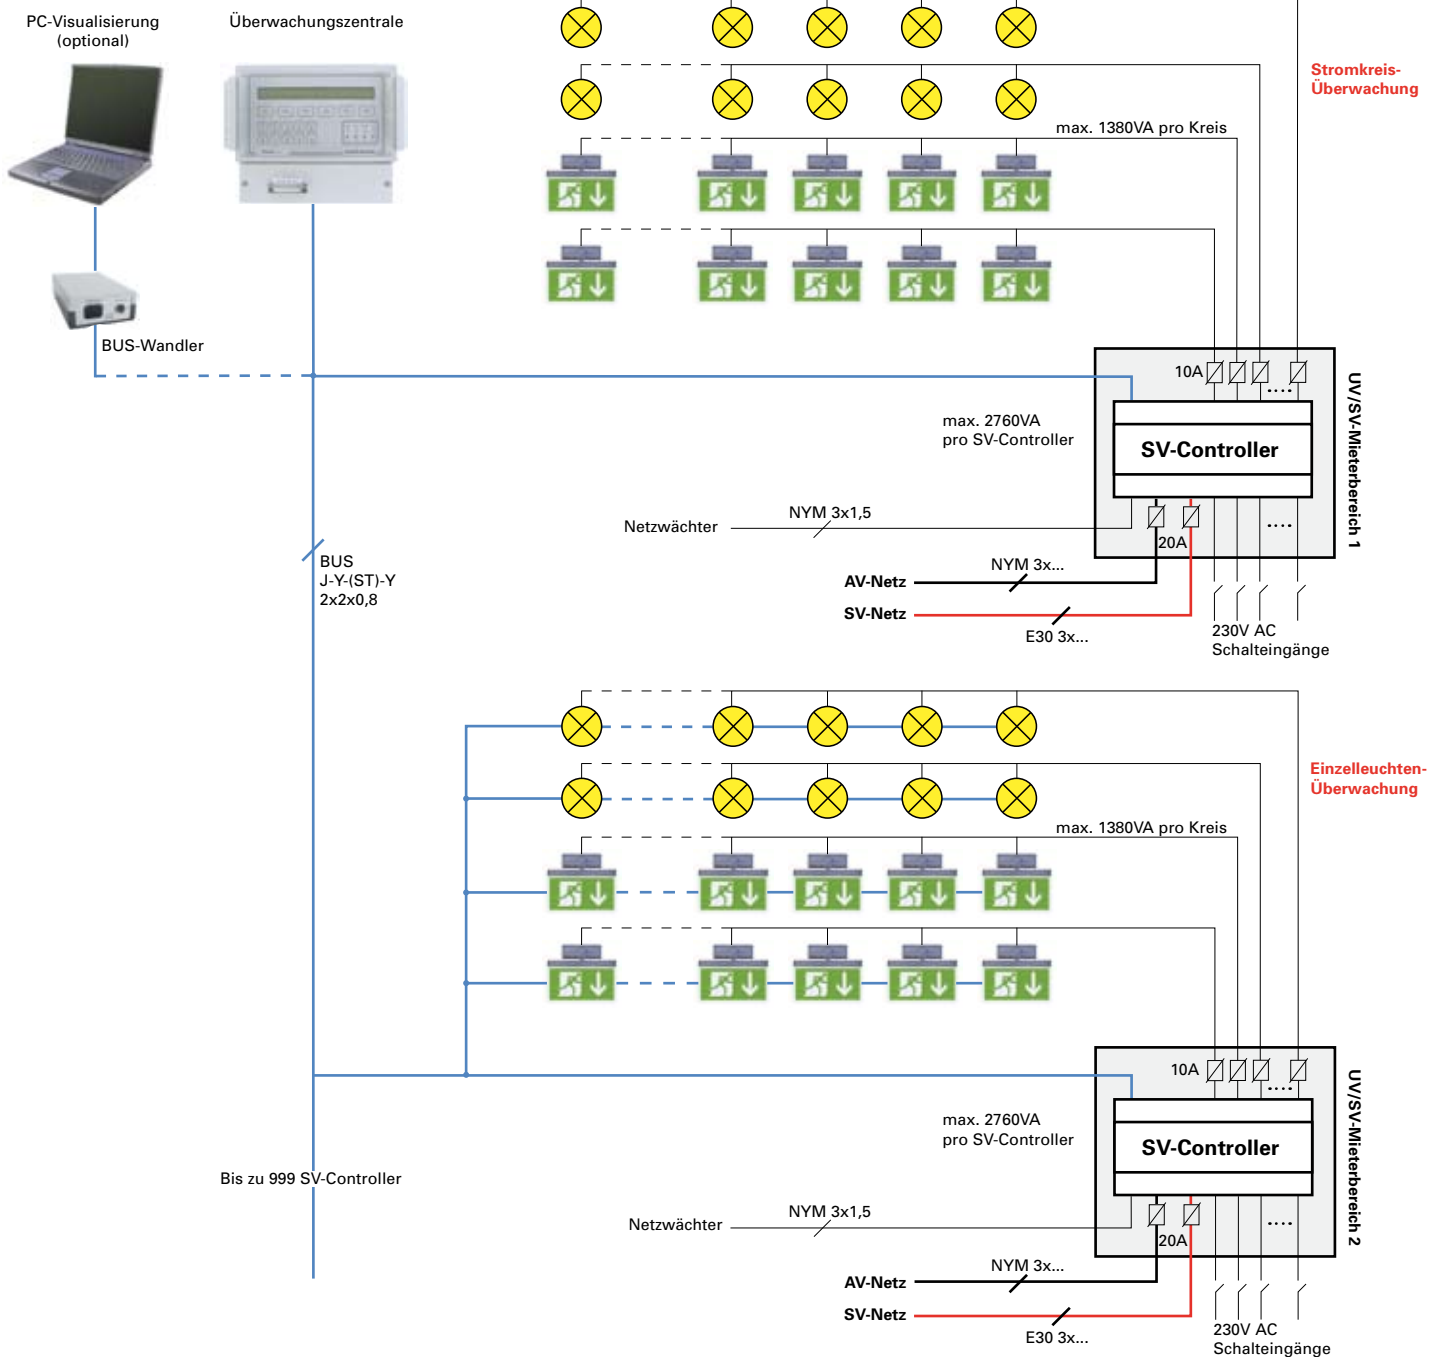 PC-Visualisierung
(optional)
Überwachungszentrale
Stromkreis-
Überwachung
max. 1380VA pro Kreis
BUS-Wandler
10A
....
max. 2760VA
pro SV-Controller
SV-Controller
UV/SV-Mieterbereich 1
NYM 3x1,5
Netzwächter
....
20A
NYM 3x...
AV-Netz
SV-Netz
E30 3x...
230V AC
Schalteingänge
BUS
J-Y-(ST)-Y
2x2x0,8
Einzelleuchten-
Überwachung
max. 1380VA pro Kreis
10A
....
max. 2760VA
pro SV-Controller
SV-Controller
UV/SV-Mieterbereich 2
Bis zu 999 SV-Controller
NYM 3x1,5
Netzwächter
....
20A
NYM 3x...
AV-Netz
SV-Netz
E30 3x...
230V AC
Schalteingänge